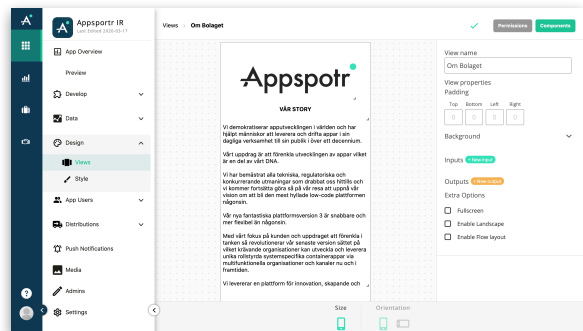 Appspotr IR
Last Edited 2020-03-17
App Overview
Preview
Develop
Data
Design
Views
Style
App Users
Distributions
Push Notifications
Media
Admins
Settings
Views > Om Bolaget
Permissions
Components
Appspotr
VÅR STORY
Vi demokratiserar apputvecklingen i världen och har
hjälpt människor att leverera och drifta appar i sin
dagliga verksamhet till sin publik i över ett decennium.
Vårt uppdrag är att förenkla utvecklingen av appar vilket
är en del av vårt DNA.
Vi har bemästrat alla tekniska, regulatoriska och
konkurrerande utmaningar som drabbat oss hittills och
vi kommer fortsätta göra så på vår resa att uppnå vår
vision om att bli den mest hyllade low-code plattformen
någonsin.
Vår nya fantastiska plattformsversion 3 är snabbare och
mer flexibel än någonsin.
Med vårt fokus på kunden och uppdraget att förenkla i
tanken så revolutionerar vår senaste version sättet på
vilket krävande organisationer kan utveckla och leverera
unika rollstyrda systemspecifika containerappar via
multifunktionella organisationer och kanaler nu och i
framtiden.
Vi levererar en plattform för innovation, skapande och
Size
Orientation
View name
Om Bolaget
View properties
Padding
Top Bottom Left Right
0 0 0 0
Background
Inputs + New input
Outputs + New output
Extra Options
Fullscreen
Enable Landscape
Enable Flow layout